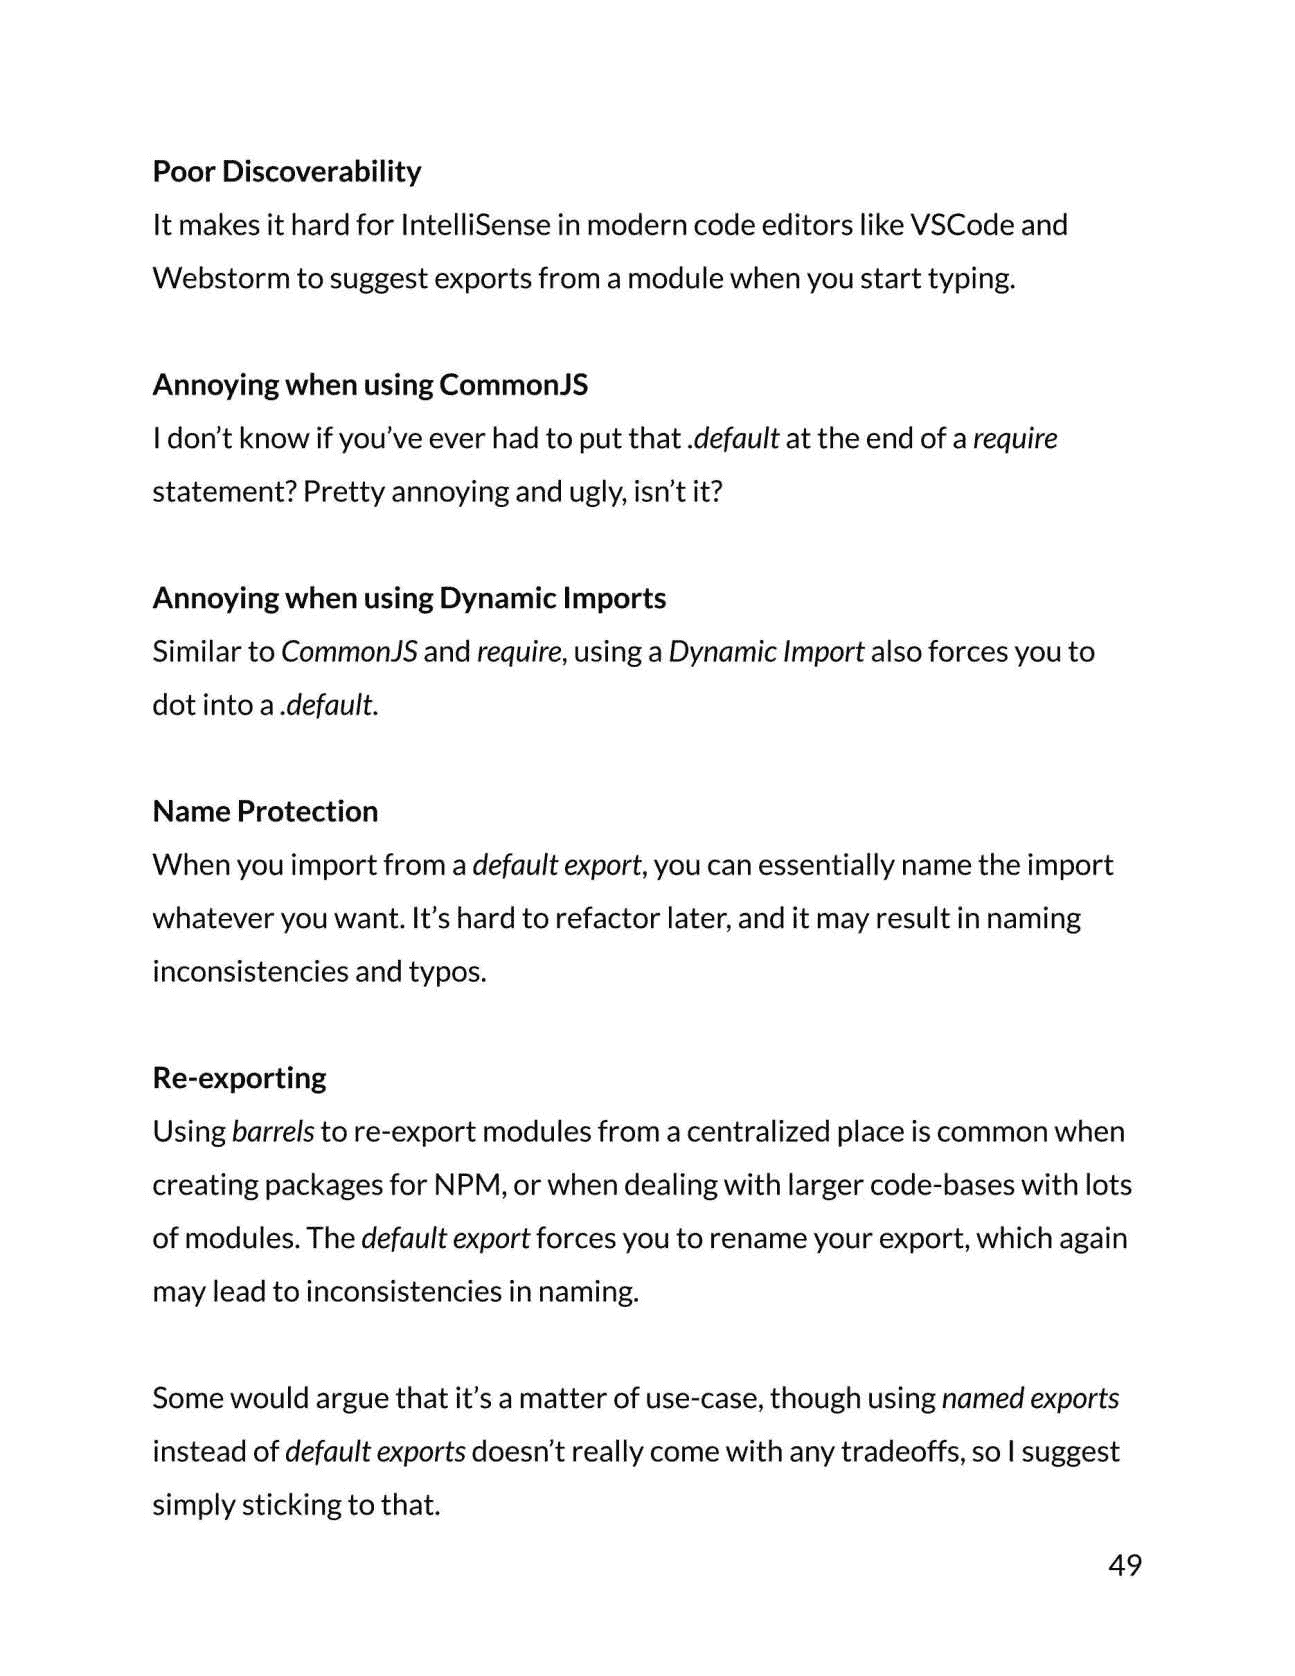 Poor Discoverability
It makes it hard for IntelliSense in modern code editors like VSCode and
Webstorm to suggest exports from a module when you start typing.
Annoying when using CommonJS
I don’t know if you’ve ever had to put that .default at the end of a require
statement? Pretty annoying and ugly, isn’t it?
Annoying when using Dynamic Imports
Similar to CommonJS and require, using a Dynamic Import also forces you to
dot into a .default.
Name Protection
When you import from a default export, you can essentially name the import
whatever you want. It’s hard to refactor later, and it may result in naming
inconsistencies and typos.
Re-exporting
Using barrels to re-export modules from a centralized place is common when
creating packages for NPM, or when dealing with larger code-bases with lots
of modules. The default export forces you to rename your export, which again
may lead to inconsistencies in naming.
Some would argue that it’s a matter of use-case, though using named exports
instead of default exports doesn’t really come with any tradeoffs, so I suggest
simply sticking to that.
49